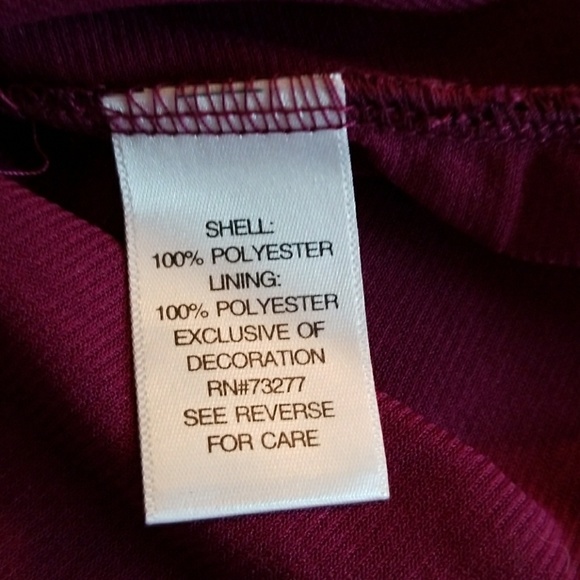 SHELL:
100% POLYESTER
LINING:
100% POLYESTER
EXCLUSIVE OF
DECORATION
RN#73277
SEE REVERSE
FOR CARE